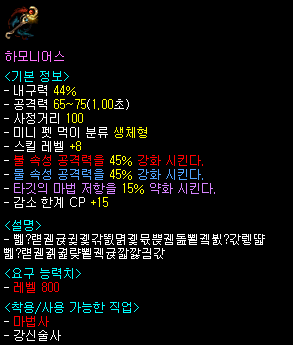 하모니어스
<기본 정보>
- 내구력 44%
- 공격력 65~75(1.00초)
- 사정거리 100
- 미니 펫 먹이 분류 생체형
- 스킬 레벨 +8
- 불 속성 공격력을 45% 강화 시킨다.
- 물 속성 공격력을 45% 강화 시킨다.
- 타깃의 마법 저항을 15% 약화 시킨다.
- 감소 한계 CP +15
<설명>
<요구 능력치>
- 레벨 800
<착용/사용 가능한 직업>
- 마법사
- 강신술사